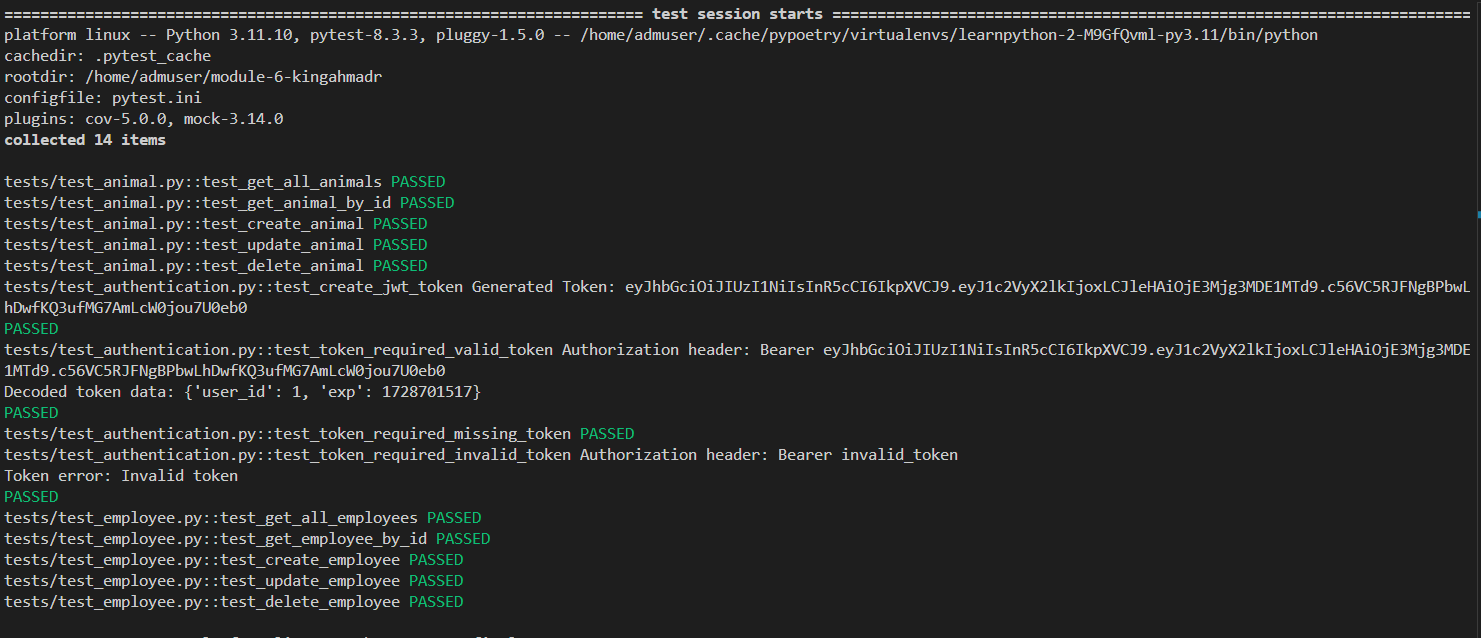 ======================================================================= test session starts =======================================================================
platform linux -- Python 3.11.10, pytest-8.3.3, pluggy-1.5.0 -- /home/admuser/.cache/pypoetry/virtualenvs/learnpython-2-M9GfQvml-py3.11/bin/python
cachedir: .pytest_cache
rootdir: /home/admuser/module-6-kingahmadr
configfile: pytest.ini
plugins: cov-5.0.0, mock-3.14.0
collected 14 items
tests/test_animal.py::test_get_all_animals PASSED
tests/test_animal.py::test_get_animal_by_id PASSED
tests/test_animal.py::test_create_animal PASSED
tests/test_animal.py::test_update_animal PASSED
tests/test_animal.py::test_delete_animal PASSED
tests/test_authentication.py::test_create_jwt_token Generated Token: eyJhbGciOiJIUzI1NiIsInR5cCI6IkpXVCJ9.eyJ1c2VyX2lkIjoxLCJleHAiOjE3Mjg3MDE1MTd9.c56VC5RJFNgBPbwL
hDwfKQ3ufMG7AmLcW0jou7U0eb0
PASSED
tests/test_authentication.py::test_token_required_valid_token Authorization header: Bearer eyJhbGciOiJIUzI1NiIsInR5cCI6IkpXVCJ9.eyJ1c2VyX2lkIjoxLCJleHAiOjE3Mjg3MDE
1MTd9.c56VC5RJFNgBPbwLhDwfKQ3ufMG7AmLcW0jou7U0eb0
Decoded token data: {'user_id': 1, 'exp': 1728701517}
PASSED
tests/test_authentication.py::test_token_required_missing_token PASSED
tests/test_authentication.py::test_token_required_invalid_token Authorization header: Bearer invalid_token
Token error: Invalid token
PASSED
tests/test_employee.py::test_get_all_employees PASSED
tests/test_employee.py::test_get_employee_by_id PASSED
tests/test_employee.py::test_create_employee PASSED
tests/test_employee.py::test_update_employee PASSED
tests/test_employee.py::test_delete_employee PASSED